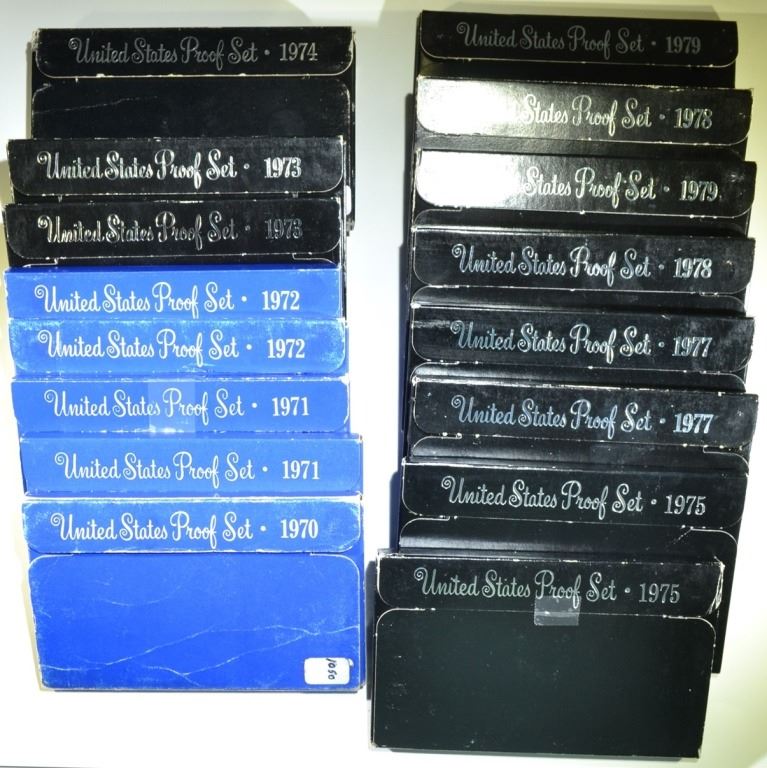 United States Proof Set · 1974
United States Proof Set · 1973
United States Proof Set · 1973
United States Proof Set · 1972
United States Proof Set · 1972
United States Proof Set · 1971
United States Proof Set · 1971
United States Proof Set · 1970
1050
United States Proof Set · 1979
States Proof Set · 1978
States Proof Set · 1979
United States Proof Set · 1978
United States Proof Set · 1977
United States Proof Set · 1977
United States Proof Set · 1975
United States Proof Set · 1975